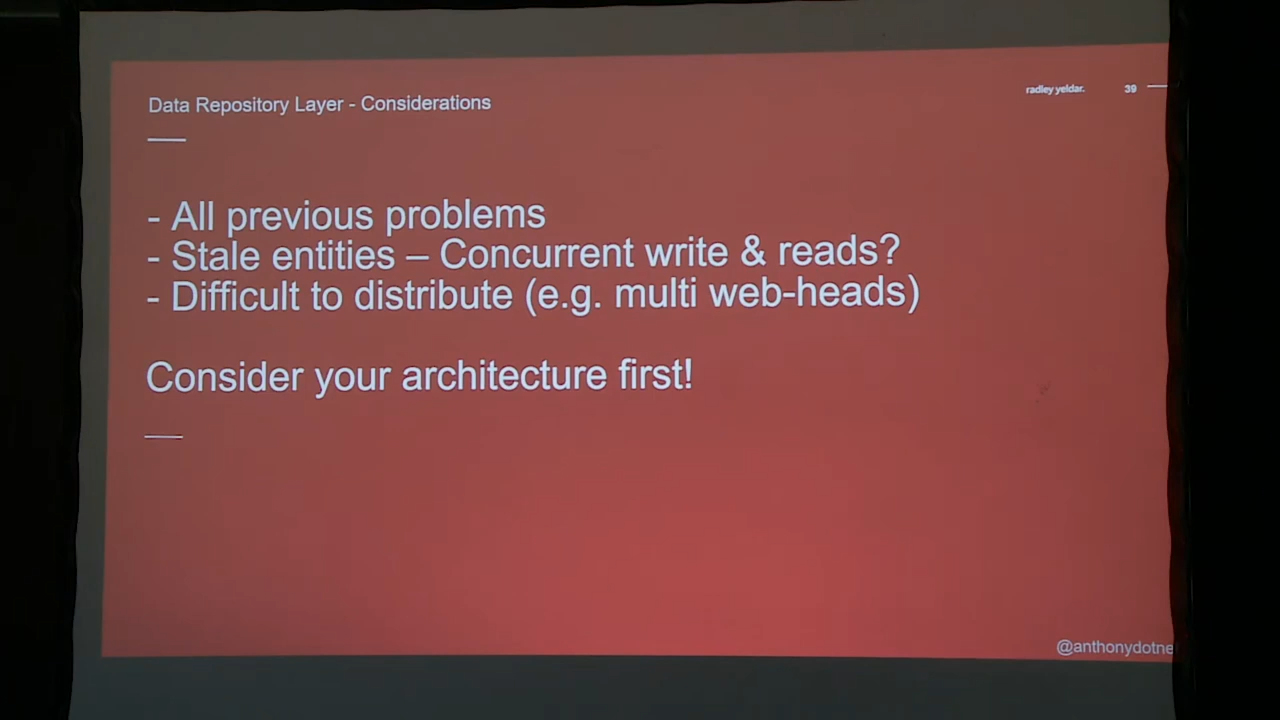 Data Repository Layer - Considerations
radley yeldar.
39
- All previous problems
- Stale entities – Concurrent write & reads?
- Difficult to distribute (e.g. multi web-heads)
Consider your architecture first!
@anthonydotne